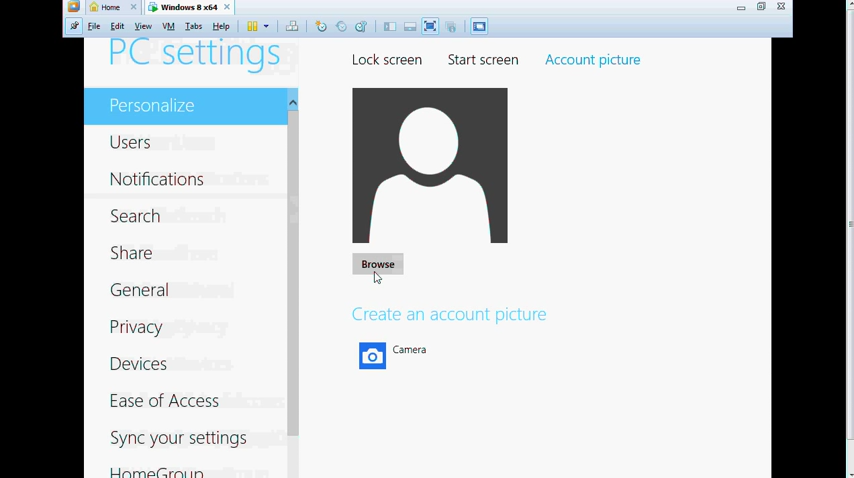 Home
Windows 8 x64
File Edit View VM Tabs Help
PC settings
Lock screen Start screen Account picture
Personalize
Users
Notifications
Search
Share
General
Privacy
Devices
Ease of Access
Sync your settings
HomeGroup
Browse
Create an account picture
Camera